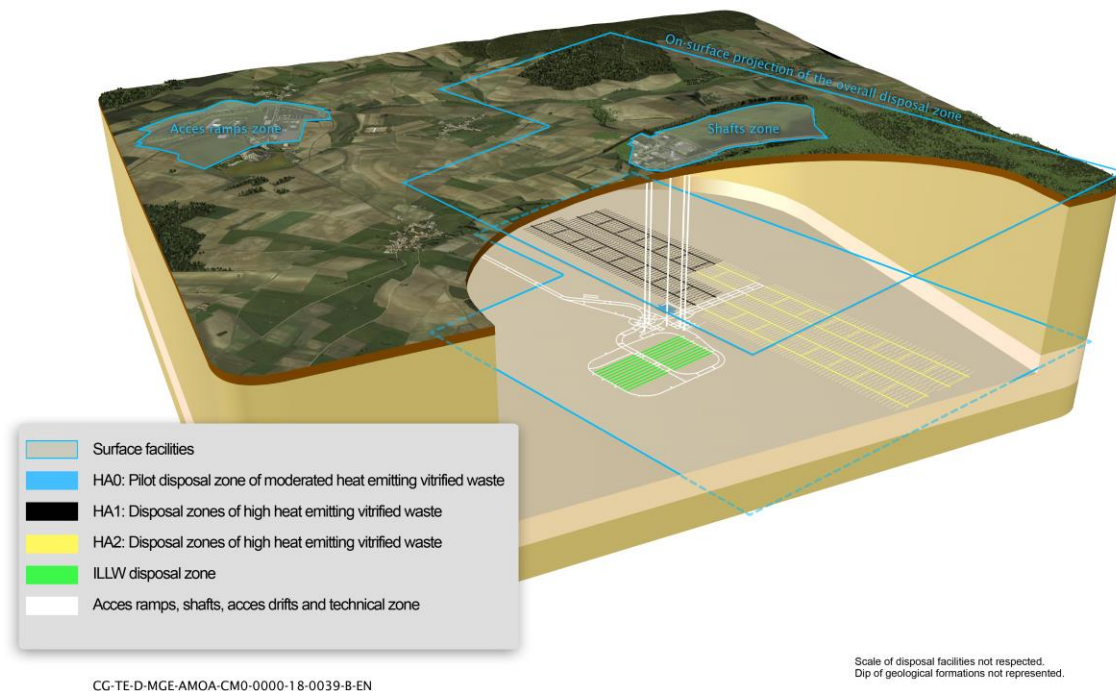 On-surface projection of the overall disposal zone
Acces ramps zone
Shafts zone
Surface facilities
HA0: Pilot disposal zone of moderated heat emitting vitrified waste
HA1: Disposal zones of high heat emitting vitrified waste
HA2: Disposal zones of high heat emitting vitrified waste
ILLW disposal zone
Acces ramps, shafts, acces drifts and technical zone
Scale of disposal facilities not respected.
Dip of geological formations not represented.
CG-TE-D-MGE-AMOA-CM0-0000-18-0039-B-EN